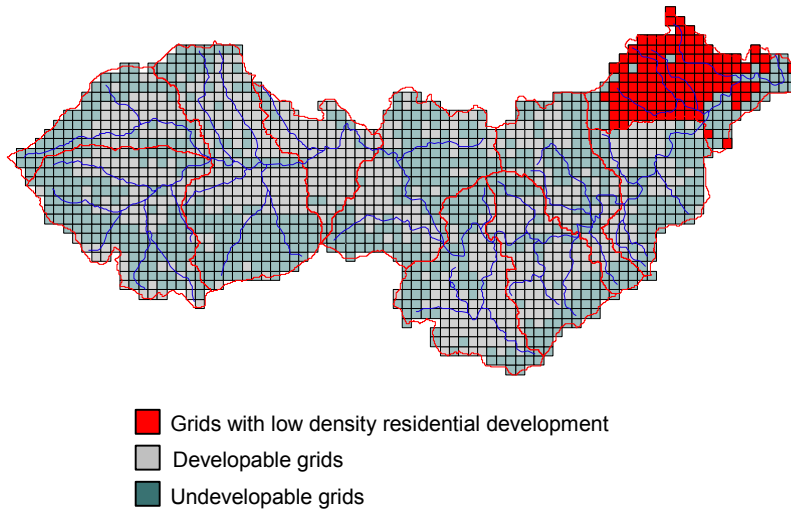 Grids with low density residential development
Developable grids
Undevelopable grids